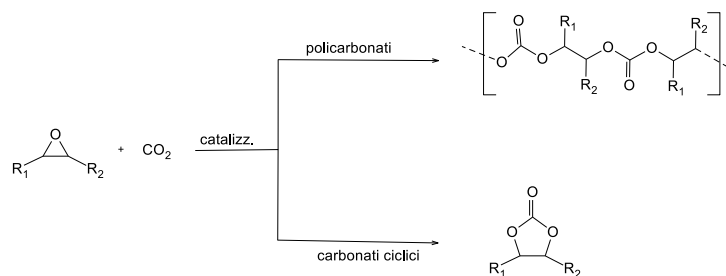 policarbonati
O O R1 R2
O O O O
R2 O R1
O
R1 R2 + CO2 catalizz.
O
O O
carbonati ciclici
R1 R2